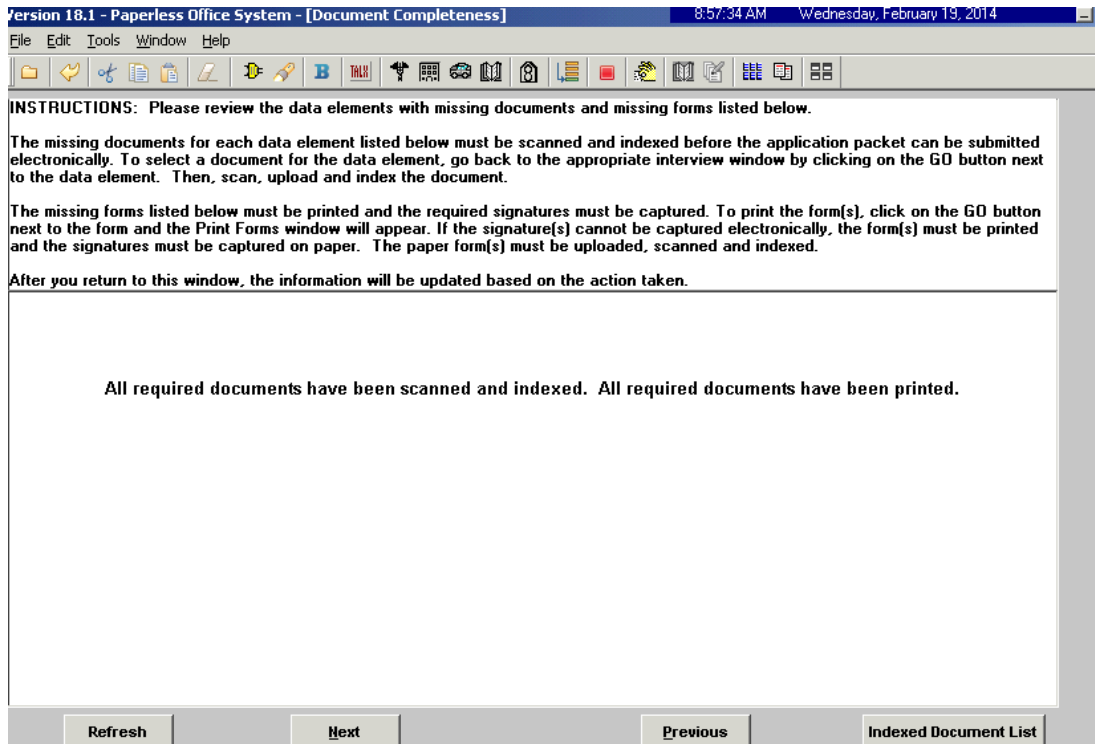 Version 18.1 - Paperless Office System - [Document Completeness] 8:57:34 AM Wednesday, February 19, 2014
File Edit Tools Window Help
B TALK 8
INSTRUCTIONS: Please review the data elements with missing documents and missing forms listed below.
The missing documents for each data element listed below must be scanned and indexed before the application packet can be submitted
electronically. To select a document for the data element, go back to the appropriate interview window by clicking on the GO button next
to the data element. Then, scan, upload and index the document.
The missing forms listed below must be printed and the required signatures must be captured. To print the form(s), click on the GO button
next to the form and the Print Forms window will appear. If the signature(s) cannot be captured electronically, the form(s) must be printed
and the signatures must be captured on paper. The paper form(s) must be uploaded, scanned and indexed.
After you return to this window, the information will be updated based on the action taken.
All required documents have been scanned and indexed. All required documents have been printed.
Refresh Next Previous Indexed Document List